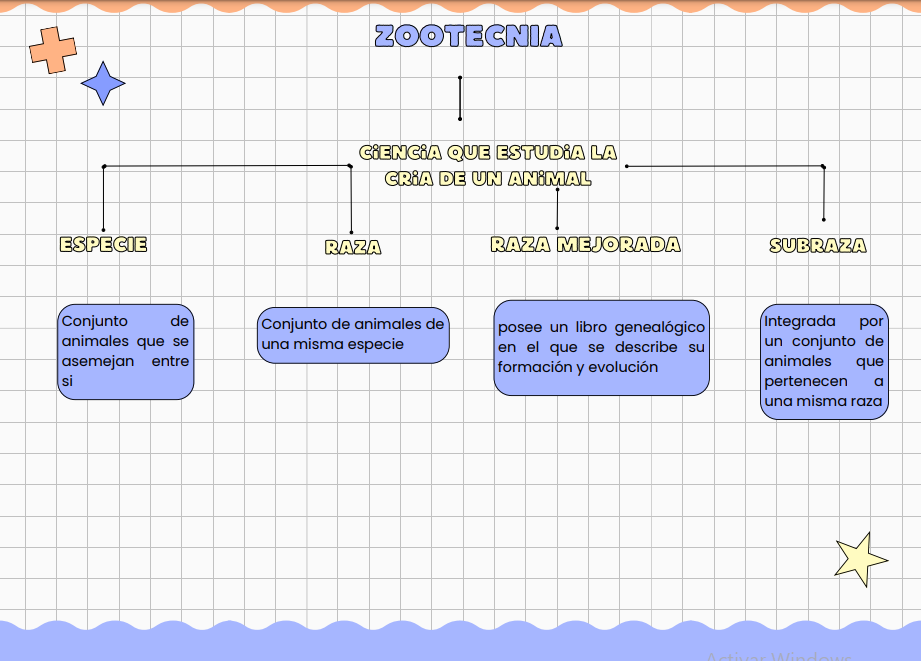 ZOOTECNIA
CiENCiA QUE ESTUDiA LA
CRiA DE UN ANiMAL
ESPECIE
RAZA
RAZA MEJORADA
SUBRAZA
Conjunto de
animales que se
asemejan entre
si
Conjunto de animales de
una misma especie
posee un libro genealógico
en el que se describe su
formación y evolución
Integrada por
un conjunto de
animales que
pertenecen a
una misma raza
Activar Windows